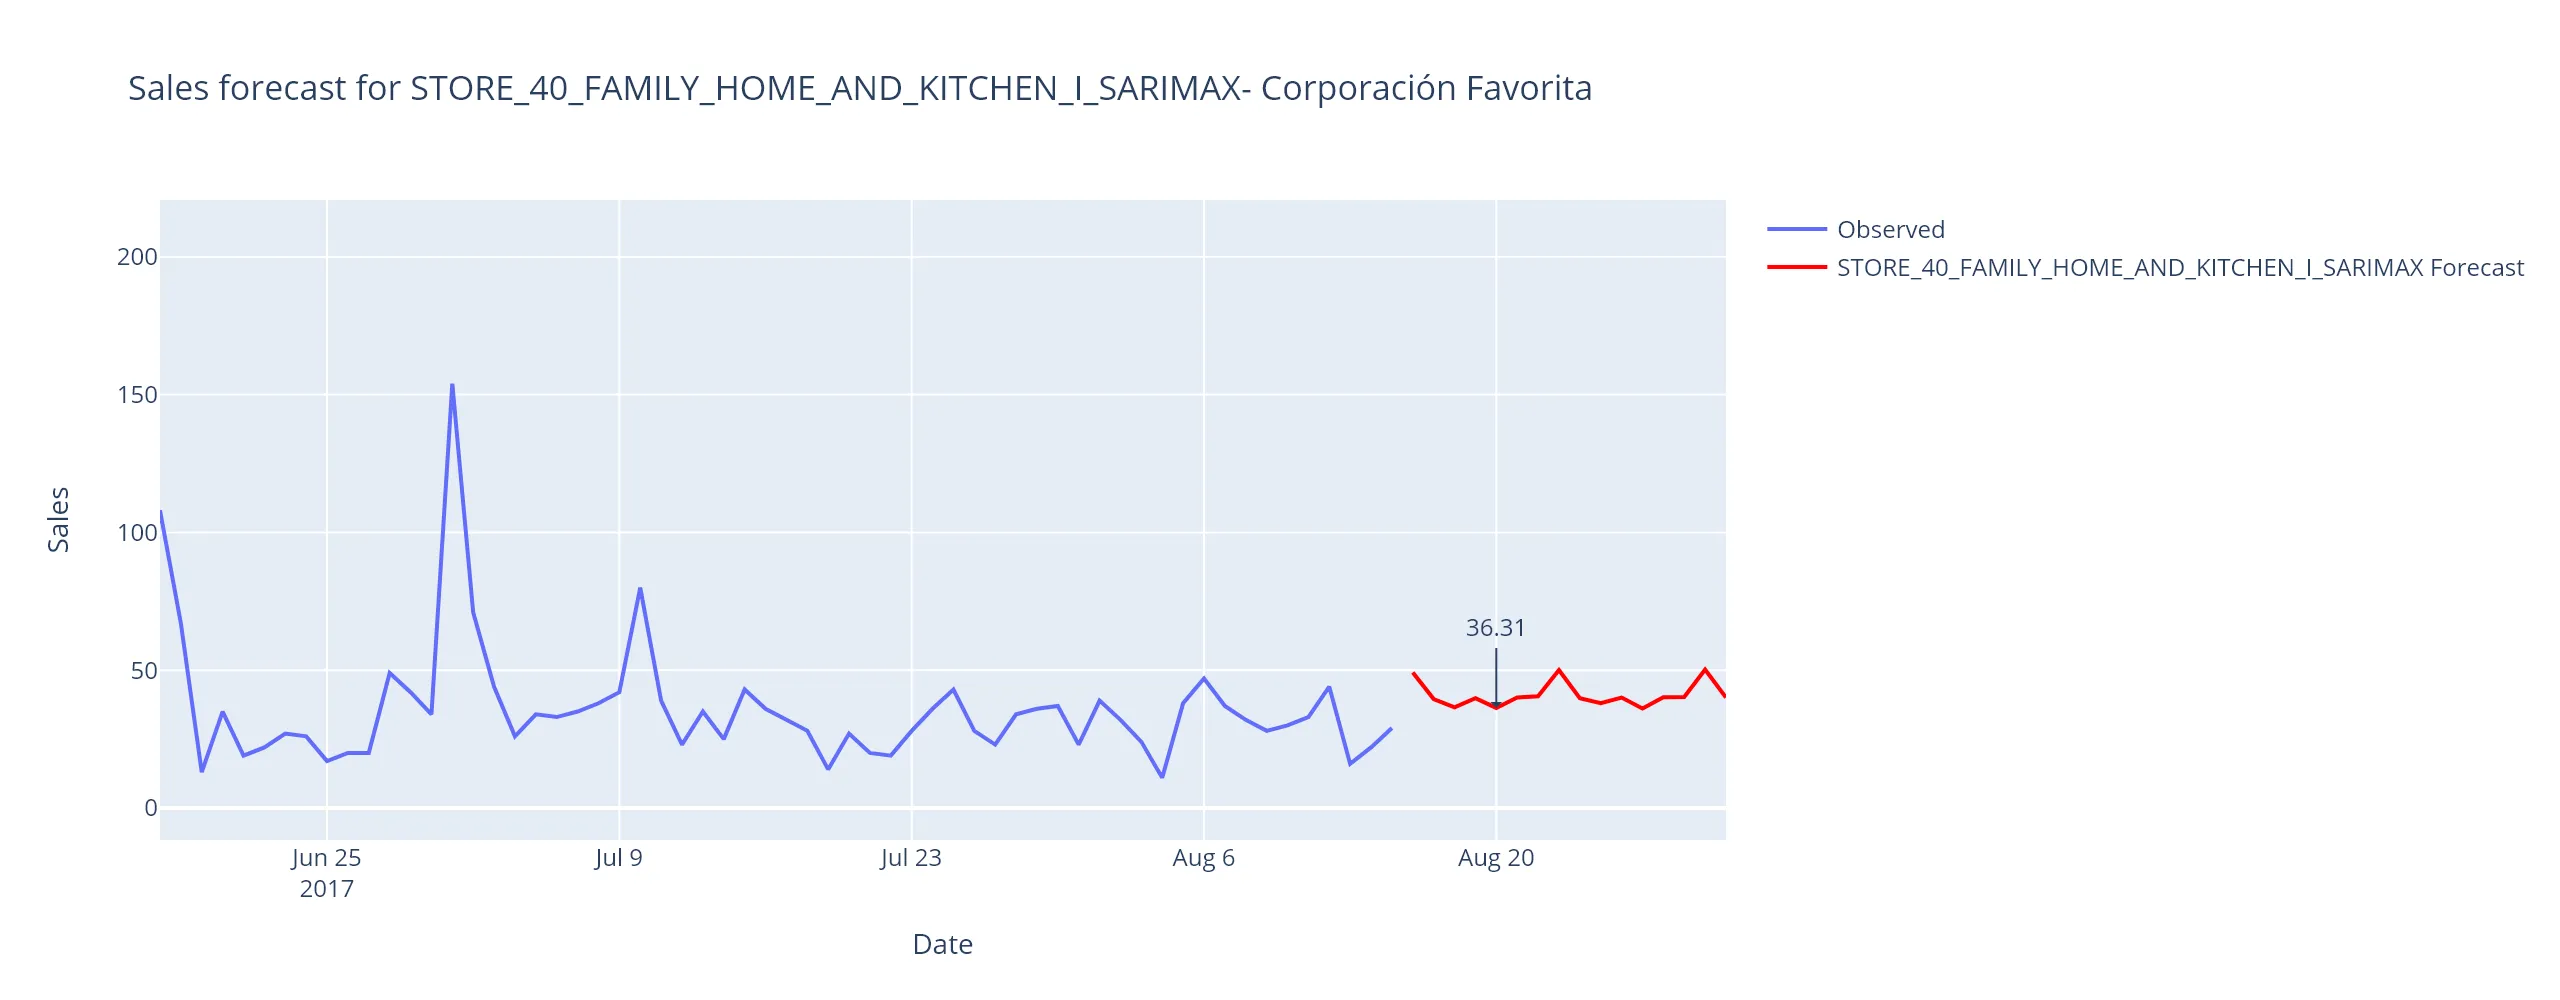 Sales forecast for STORE_40_FAMILY_HOME_AND_KITCHEN_I_SARIMAX- Corporación Favorita
Observed
STORE_40_FAMILY_HOME_AND_KITCHEN_I_SARIMAX Forecast
200
150
100
50
0
Sales
36.31
Jun 25
2017
Jul 9
Jul 23
Aug 6
Aug 20
Date